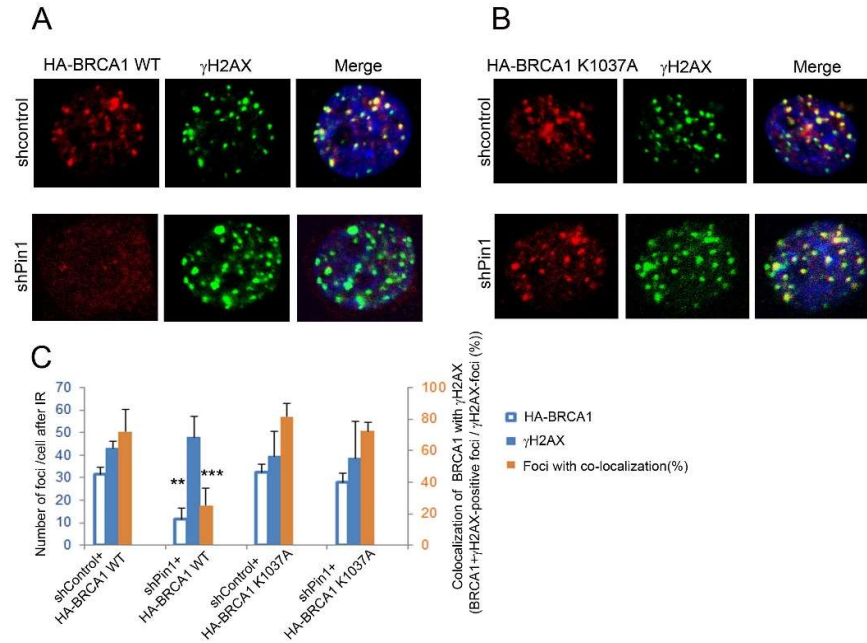 A
HA-BRCA1 WT γH2AX Merge
shcontrol
shPin1
B
HA-BRCA1 K1037A γH2AX Merge
shcontrol
shPin1
C
Number of foci /cell after IR
70
60
50
40
30
20
10
0
** ***
100
80
60
40
20
0
Colocalization of BRCA1 with γH2AX
(BRCA1+γH2AX-positive foci / γH2AX-foci (%))
shControl+
HA-BRCA1 WT
shPin1+
HA-BRCA1 WT
shControl+
HA-BRCA1 K1037A
shPin1+
HA-BRCA1 K1037A
HA-BRCA1
γH2AX
Foci with co-localization(%)